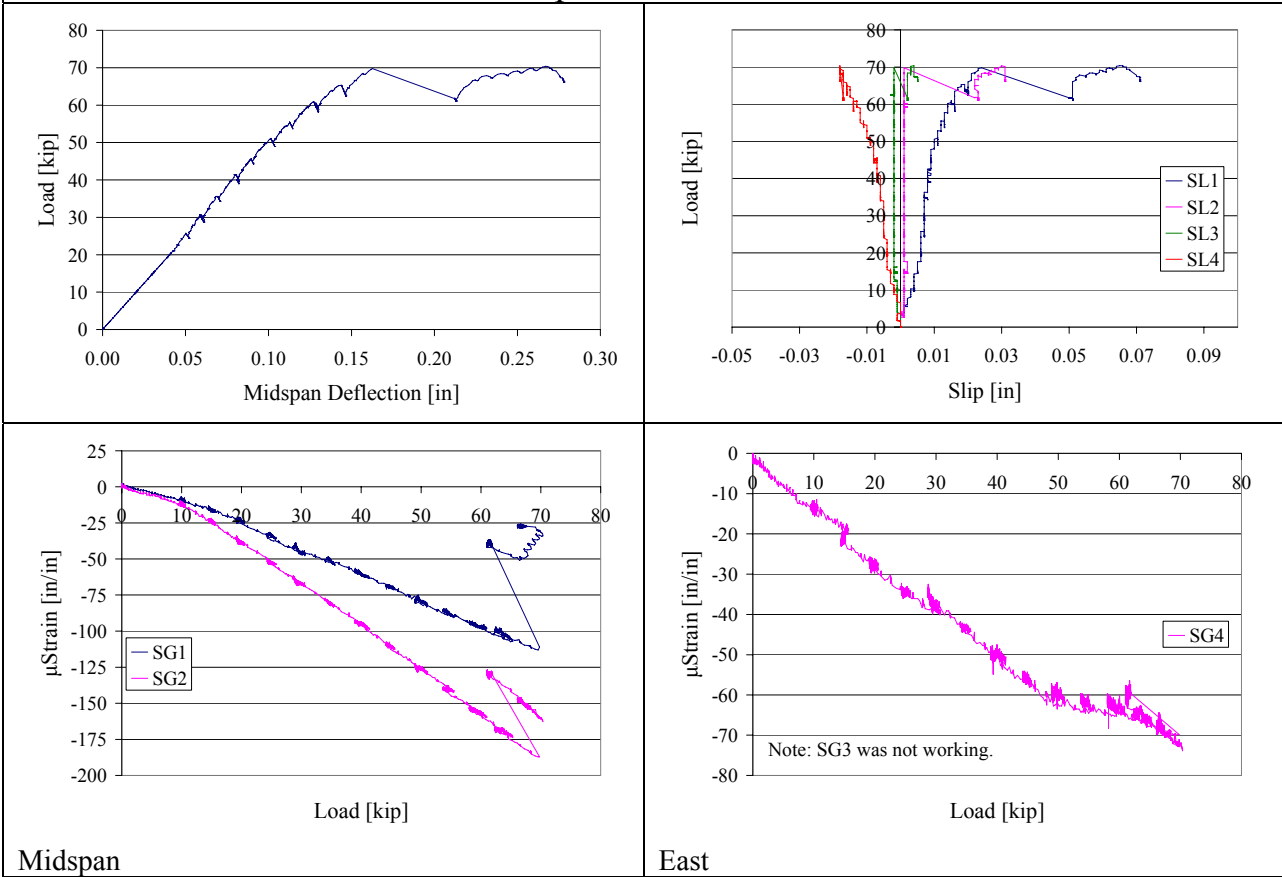 80
70
60
50
40
30
20
10
0
Load [kip]
0.00 0.05 0.10 0.15 0.20 0.25 0.30
Midspan Deflection [in]
80
70
60
50
40
30
20
10
0
Load [kip]
SL1
SL2
SL3
SL4
-0.05 -0.03 -0.01 0.01 0.03 0.05 0.07 0.09
Slip [in]
25
0
-25
-50
-75
-100
-125
-150
-175
-200
µStrain [in/in]
0 10 20 30 40 50 60 70 80
SG1
SG2
Load [kip]
Midspan
0
-10
-20
-30
-40
-50
-60
-70
-80
µStrain [in/in]
0 10 20 30 40 50 60 70 80
SG4
Note: SG3 was not working.
Load [kip]
East